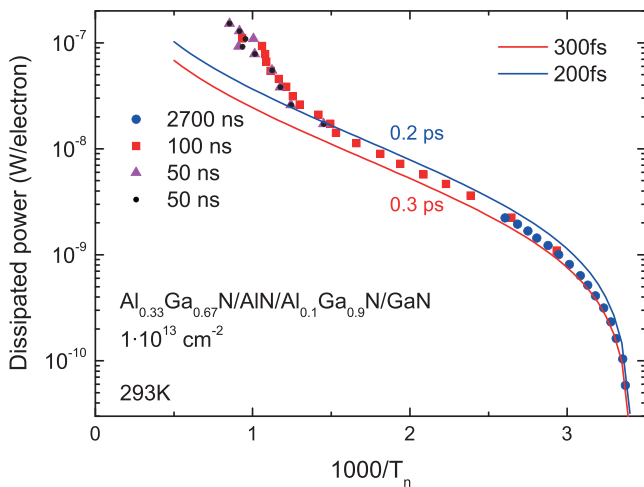 10⁻⁷
10⁻⁸
10⁻⁹
10⁻¹⁰
Dissipated power (W/electron)
300fs
200fs
2700 ns
100 ns
50 ns
50 ns
0.2 ps
0.3 ps
Al₀.₃₃Ga₀.₆₇N/AlN/Al₀.₁Ga₀.₉N/GaN
1·10¹³ cm⁻²
293K
0 1 2 3
1000/Tₙ